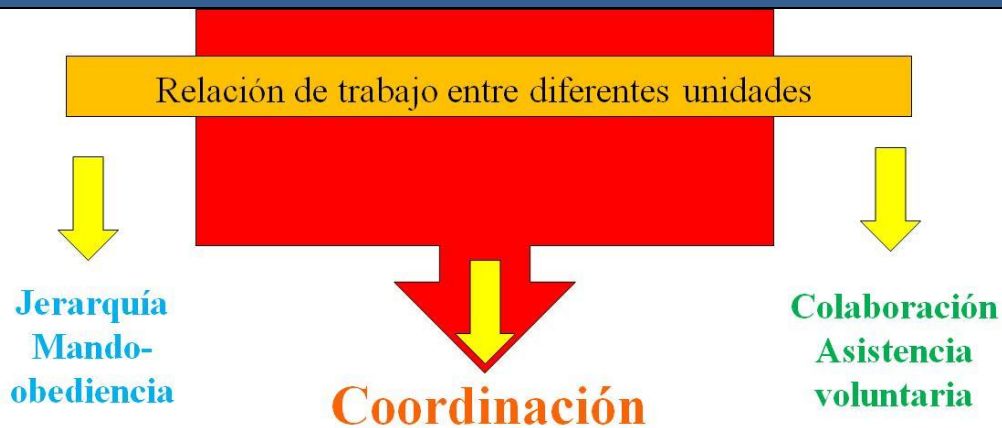 Relación de trabajo entre diferentes unidades
Jerarquía
Mando-
obediencia
Coordinación
Colaboración
Asistencia
voluntaria